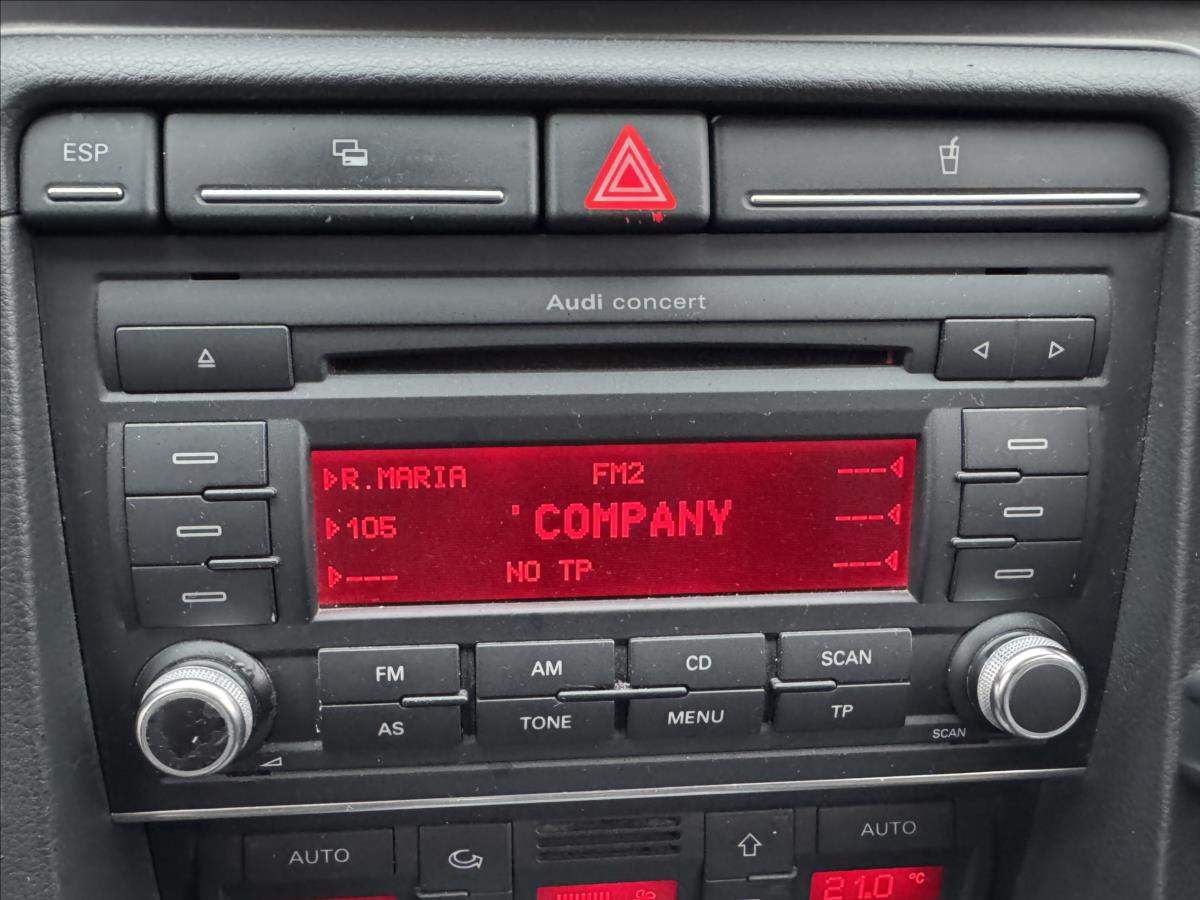 ESP
Audi concert
R.MARIA FM2 ---
105 'COMPANY ---
--- NO TP ---
FM AM CD SCAN
AS TONE MENU TP
SCAN
AUTO AUTO
21.0 °C